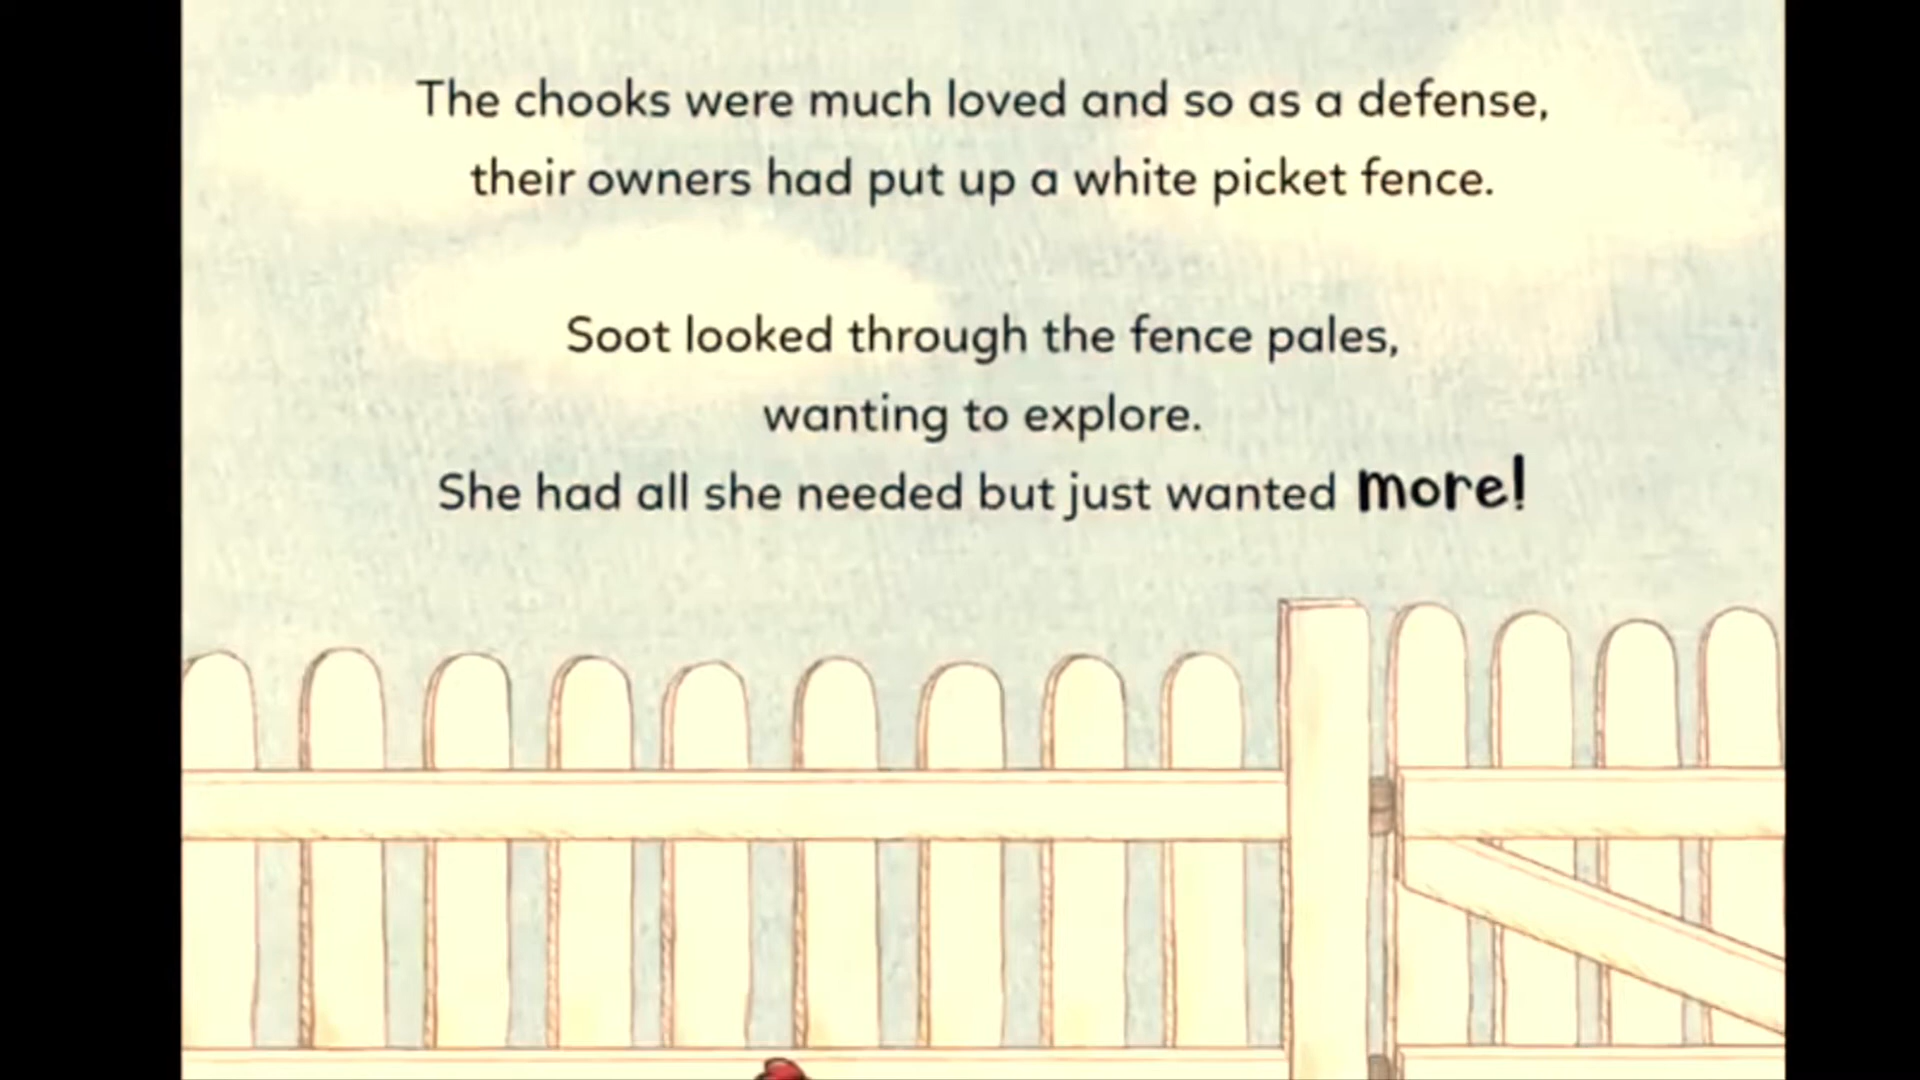 The chooks were much loved and so as a defense,
their owners had put up a white picket fence.
Soot looked through the fence pales,
wanting to explore.
She had all she needed but just wanted more!